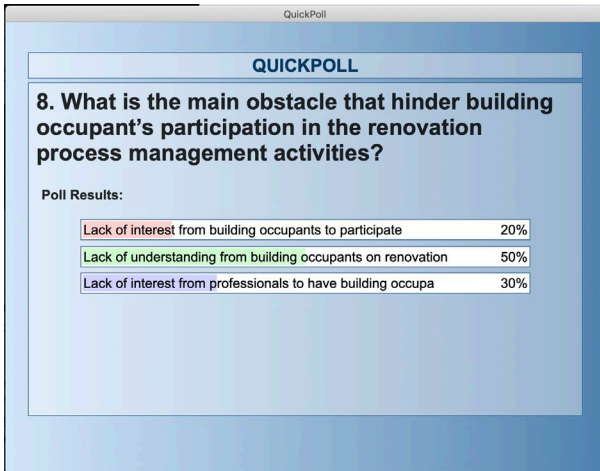 QuickPoll
QUICKPOLL
8. What is the main obstacle that hinder building
occupant's participation in the renovation
process management activities?
Poll Results:
Lack of interest from building occupants to participate 20%
Lack of understanding from building occupants on renovation 50%
Lack of interest from professionals to have building occupa 30%